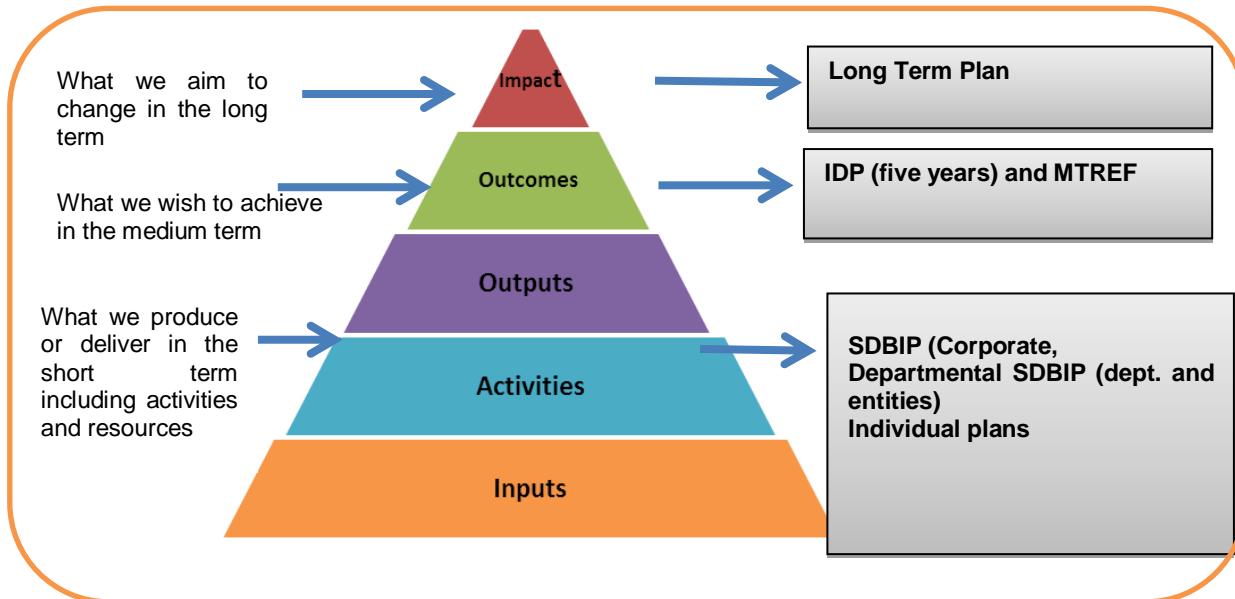 What we aim to
change in the long
term
Impact
Long Term Plan
What we wish to achieve
in the medium term
Outcomes
IDP (five years) and MTREF
Outputs
What we produce
or deliver in the
short term
including activities
and resources
Activities
SDBIP (Corporate,
Departmental SDBIP (dept. and
entities)
Individual plans
Inputs